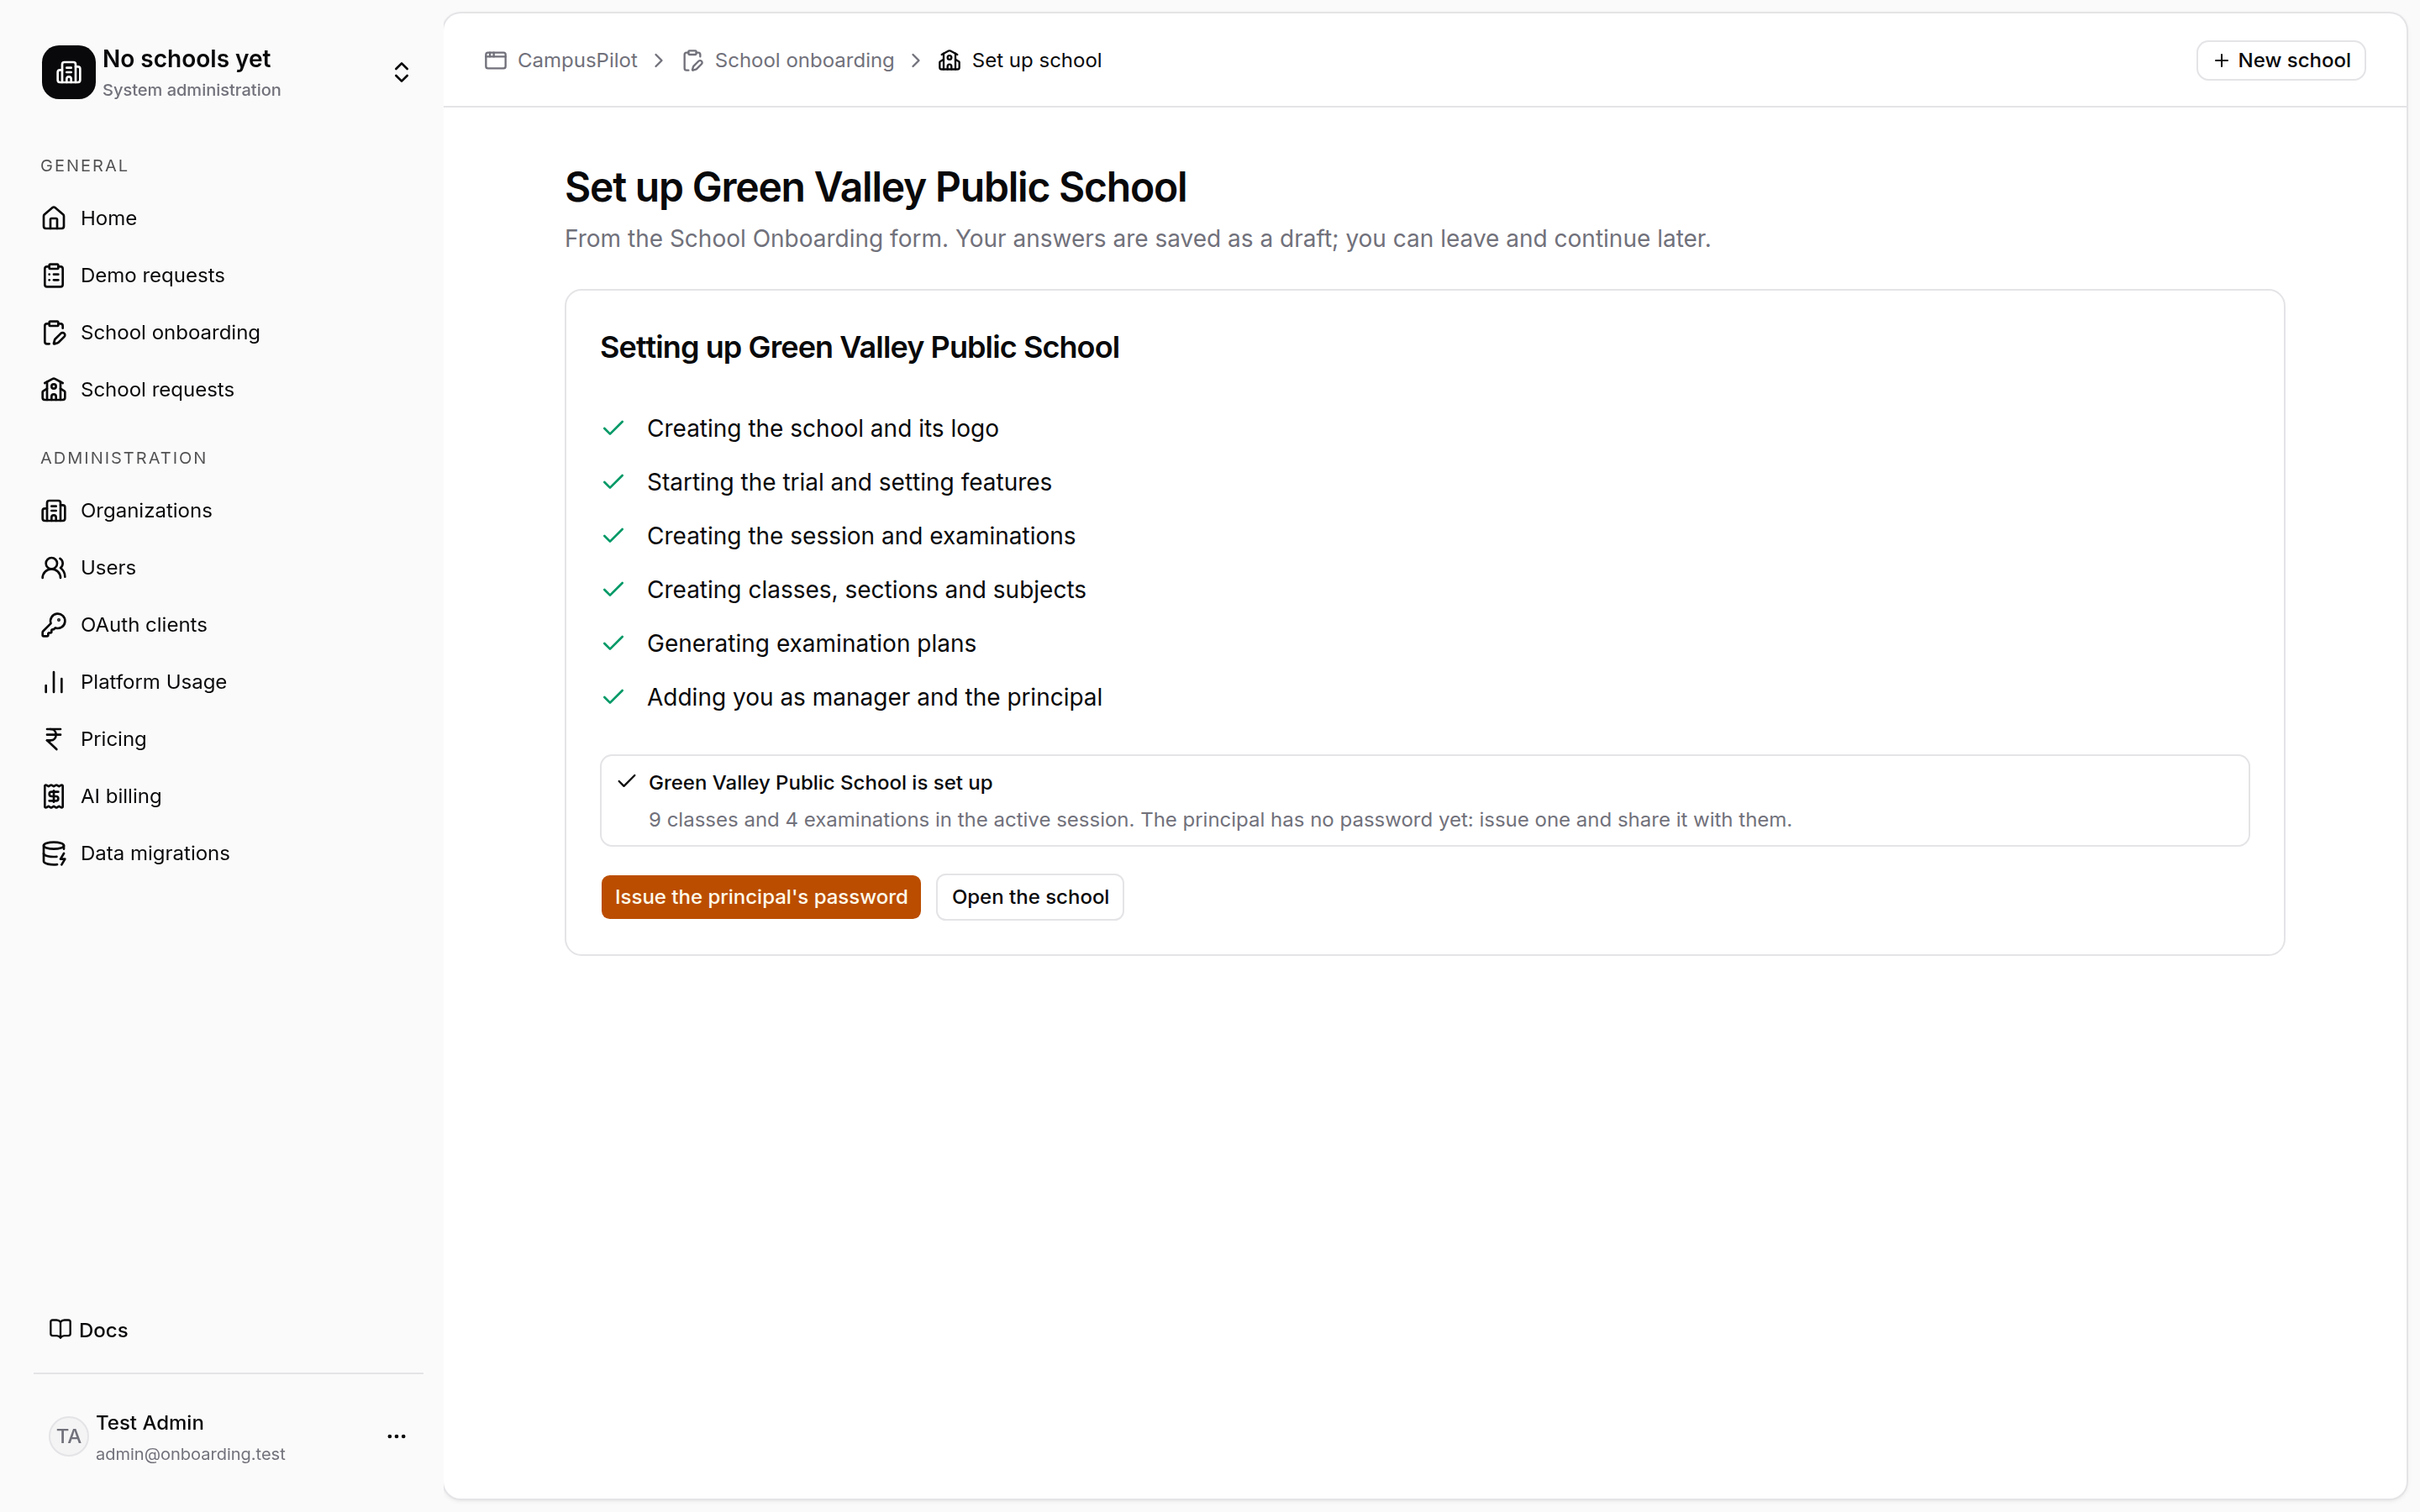 No schools yet
System administration
GENERAL
Home
Demo requests
School onboarding
School requests
ADMINISTRATION
Organizations
Users
OAuth clients
Platform Usage
Pricing
AI billing
Data migrations
Docs
TA
Test Admin
admin@onboarding.test
CampusPilot
School onboarding
Set up school
New school
Set up Green Valley Public School
From the School Onboarding form. Your answers are saved as a draft; you can leave and continue later.
Setting up Green Valley Public School
Creating the school and its logo
Starting the trial and setting features
Creating the session and examinations
Creating classes, sections and subjects
Generating examination plans
Adding you as manager and the principal
Green Valley Public School is set up
9 classes and 4 examinations in the active session. The principal has no password yet: issue one and share it with them.
Issue the principal's password
Open the school